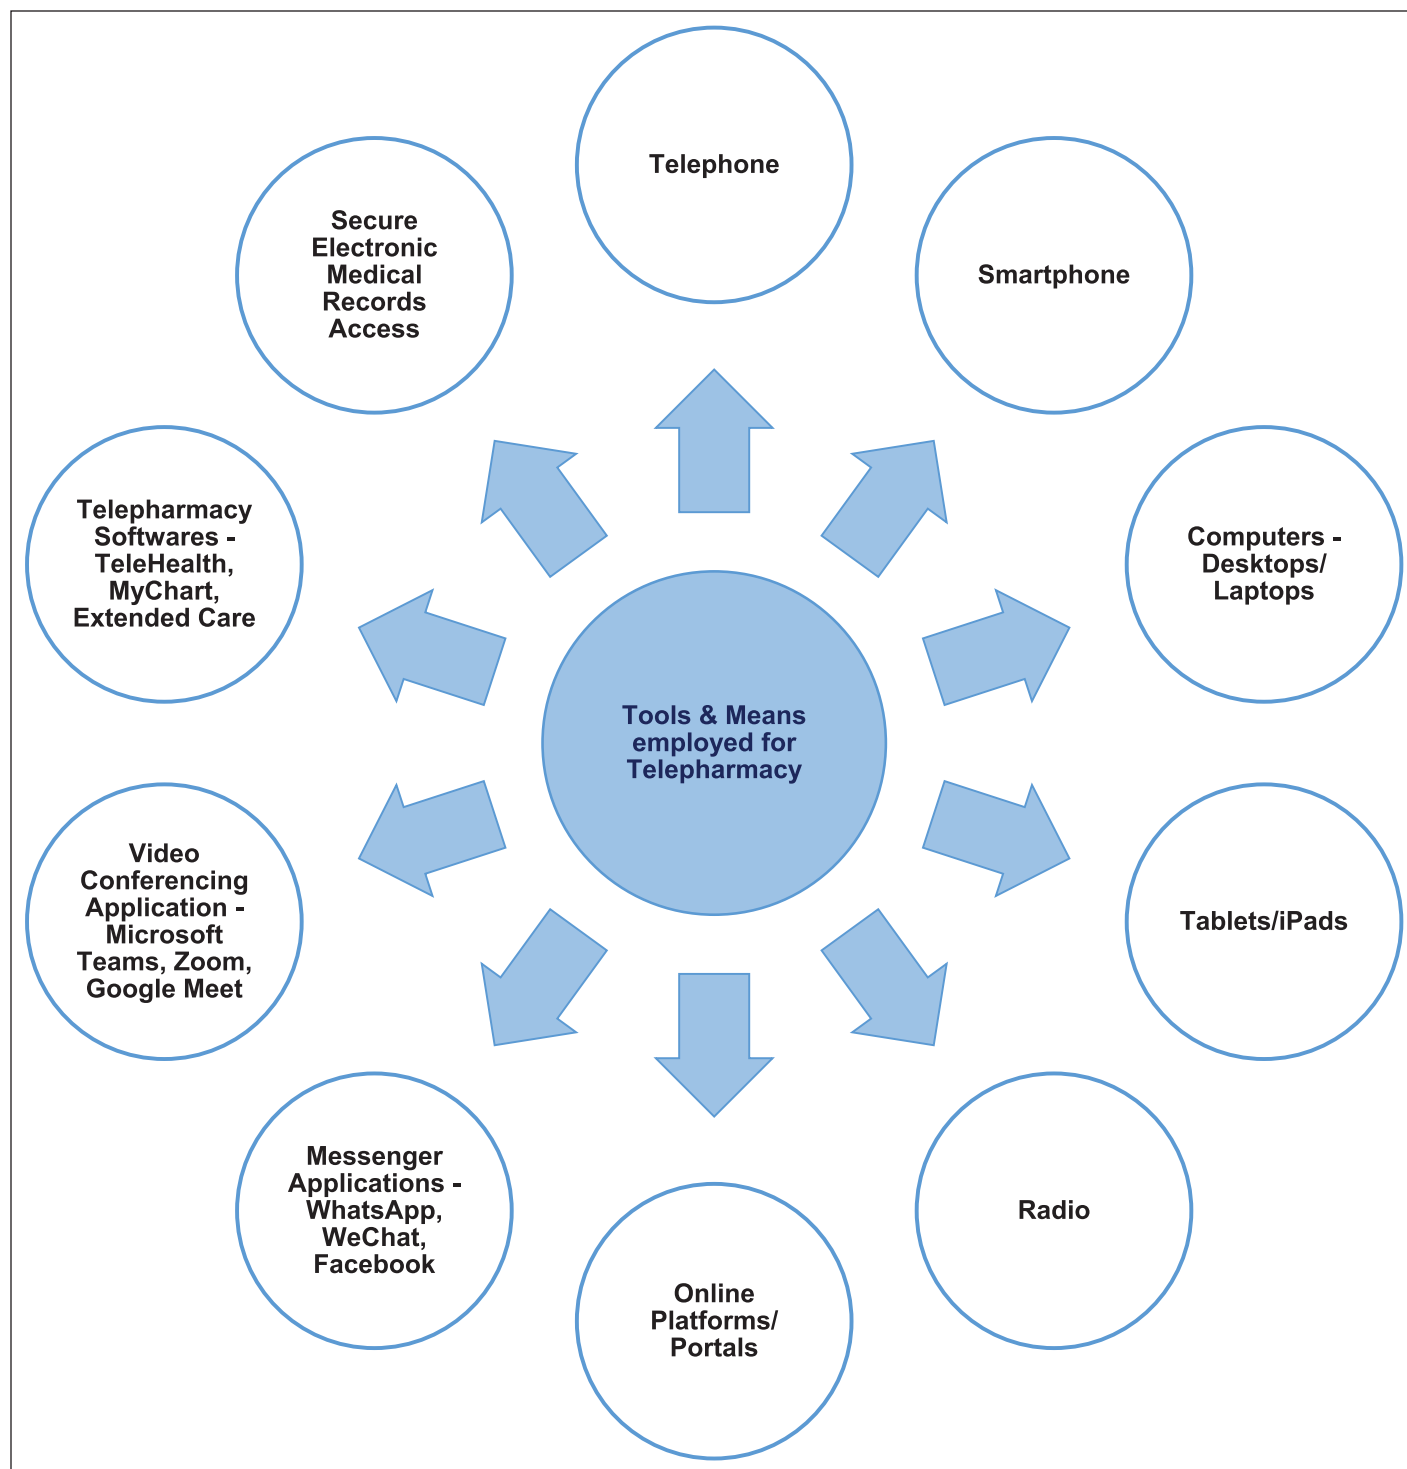 Telephone
Smartphone
Computers -
Desktops/
Laptops
Tablets/iPads
Radio
Online
Platforms/
Portals
Messenger
Applications -
WhatsApp,
WeChat,
Facebook
Video
Conferencing
Application -
Microsoft
Teams, Zoom,
Google Meet
Telepharmacy
Softwares -
TeleHealth,
MyChart,
Extended Care
Secure
Electronic
Medical
Records
Access
Tools & Means
employed for
Telepharmacy